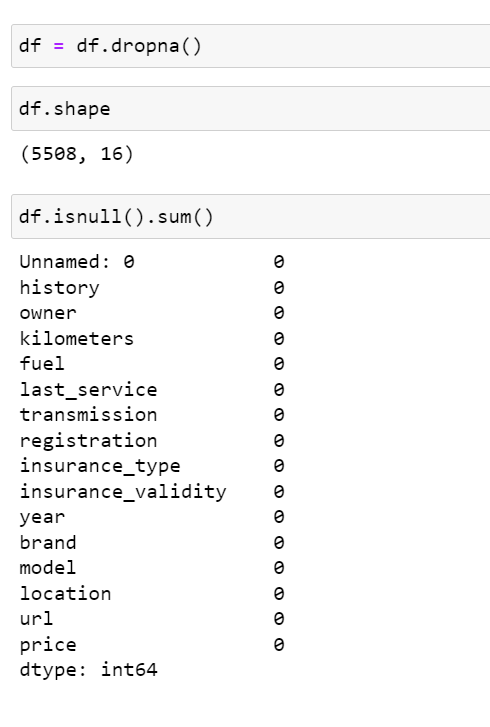 df = df.dropna()
df.shape
(5508, 16)
df.isnull().sum()
Unnamed: 0 0
history 0
owner 0
kilometers 0
fuel 0
last_service 0
transmission 0
registration 0
insurance_type 0
insurance_validity 0
year 0
brand 0
model 0
location 0
url 0
price 0
dtype: int64